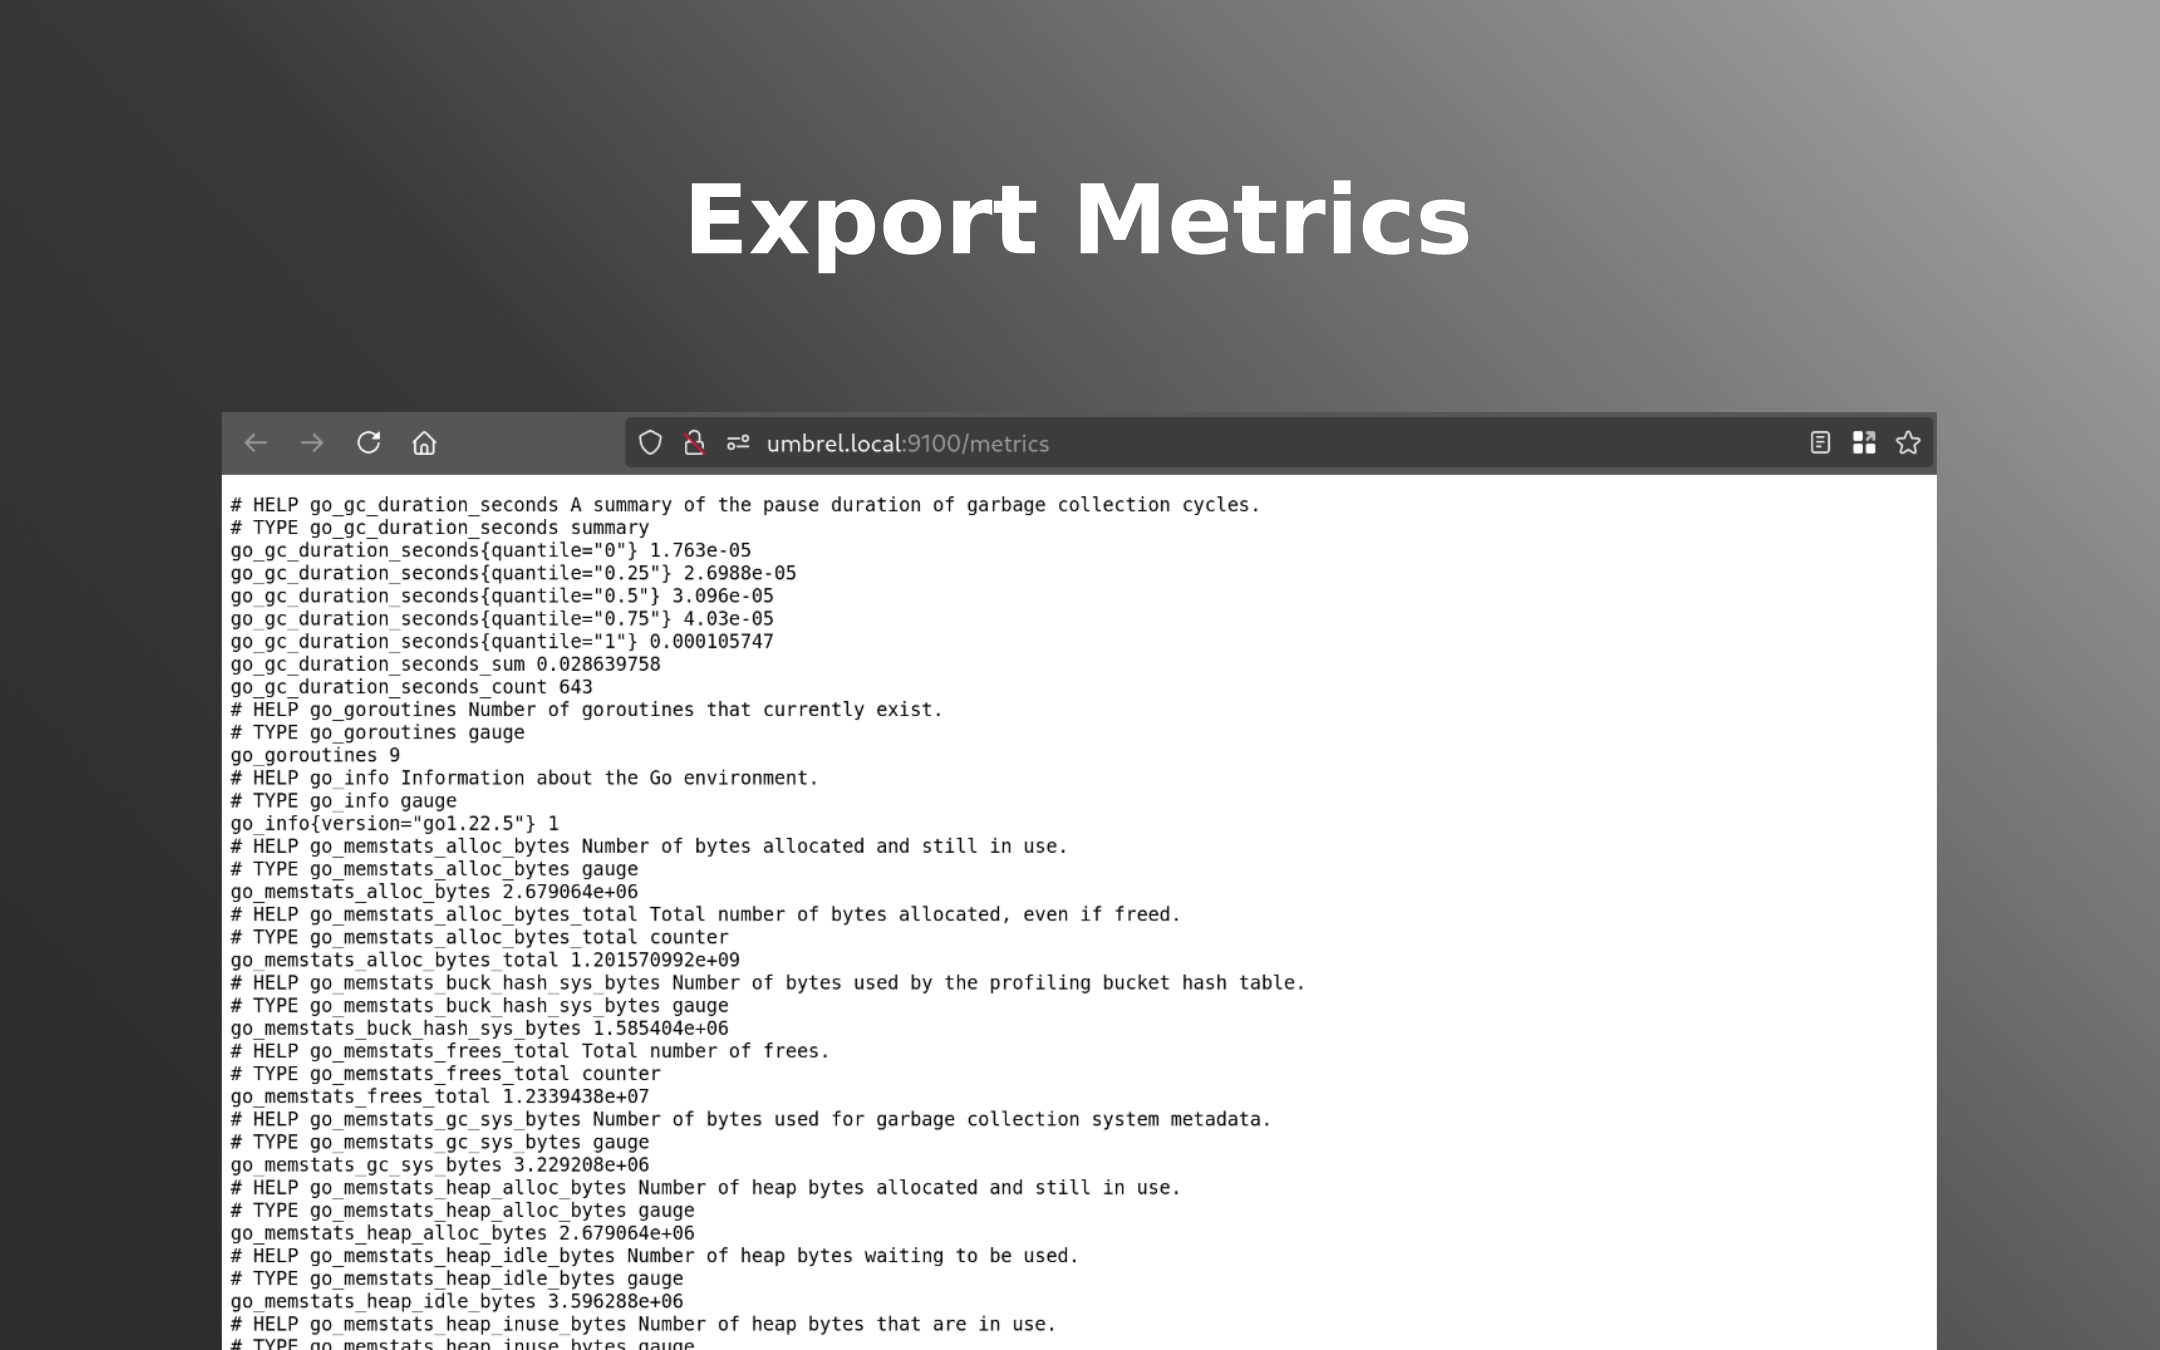 Export Metrics
umbrel.local:9100/metrics
# HELP go_gc_duration_seconds A summary of the pause duration of garbage collection cycles.
# TYPE go_gc_duration_seconds summary
go_gc_duration_seconds{quantile="0"} 1.763e-05
go_gc_duration_seconds{quantile="0.25"} 2.6988e-05
go_gc_duration_seconds{quantile="0.5"} 3.096e-05
go_gc_duration_seconds{quantile="0.75"} 4.03e-05
go_gc_duration_seconds{quantile="1"} 0.000105747
go_gc_duration_seconds_sum 0.028639758
go_gc_duration_seconds_count 643
# HELP go_goroutines Number of goroutines that currently exist.
# TYPE go_goroutines gauge
go_goroutines 9
# HELP go_info Information about the Go environment.
# TYPE go_info gauge
go_info{version="go1.22.5"} 1
# HELP go_memstats_alloc_bytes Number of bytes allocated and still in use.
# TYPE go_memstats_alloc_bytes gauge
go_memstats_alloc_bytes 2.679064e+06
# HELP go_memstats_alloc_bytes_total Total number of bytes allocated, even if freed.
# TYPE go_memstats_alloc_bytes_total counter
go_memstats_alloc_bytes_total 1.201570992e+09
# HELP go_memstats_buck_hash_sys_bytes Number of bytes used by the profiling bucket hash table.
# TYPE go_memstats_buck_hash_sys_bytes gauge
go_memstats_buck_hash_sys_bytes 1.585404e+06
# HELP go_memstats_frees_total Total number of frees.
# TYPE go_memstats_frees_total counter
go_memstats_frees_total 1.2339438e+07
# HELP go_memstats_gc_sys_bytes Number of bytes used for garbage collection system metadata.
# TYPE go_memstats_gc_sys_bytes gauge
go_memstats_gc_sys_bytes 3.229208e+06
# HELP go_memstats_heap_alloc_bytes Number of heap bytes allocated and still in use.
# TYPE go_memstats_heap_alloc_bytes gauge
go_memstats_heap_alloc_bytes 2.679064e+06
# HELP go_memstats_heap_idle_bytes Number of heap bytes waiting to be used.
# TYPE go_memstats_heap_idle_bytes gauge
go_memstats_heap_idle_bytes 3.596288e+06
# HELP go_memstats_heap_inuse_bytes Number of heap bytes that are in use.
# TYPE go_memstats_heap_inuse_bytes gauge